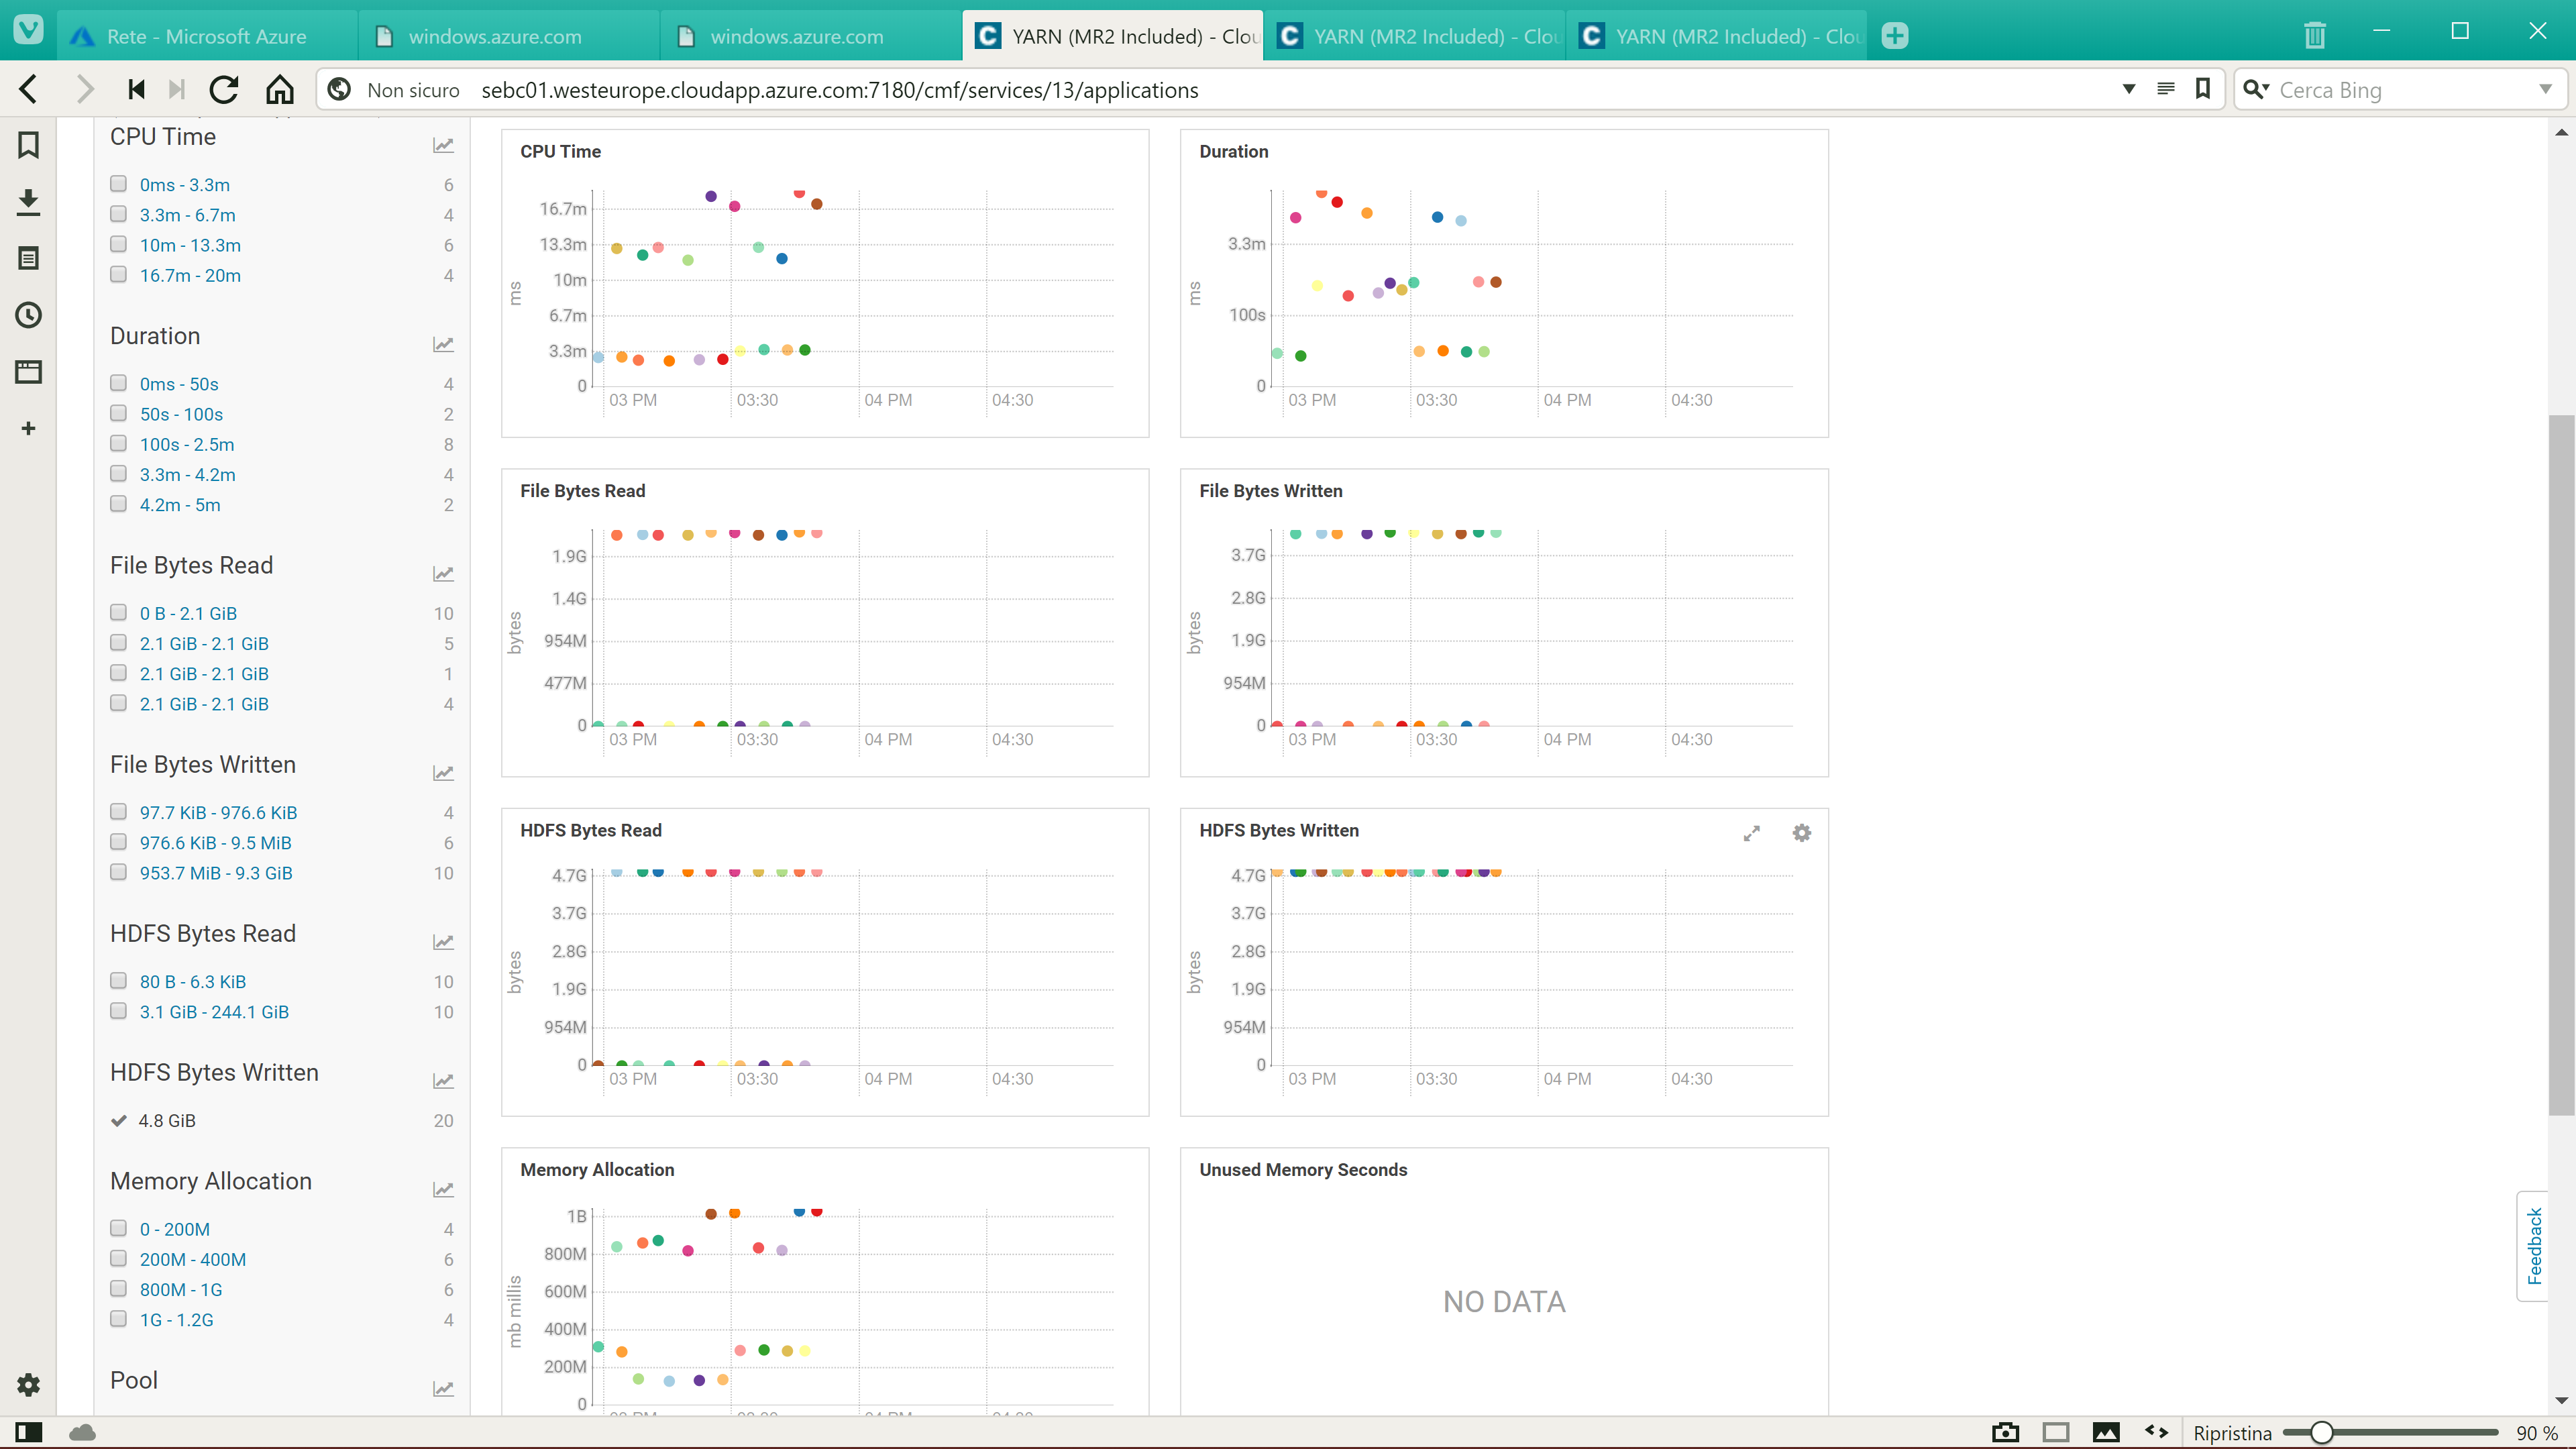 Rete - Microsoft Azure
windows.azure.com
windows.azure.com
YARN (MR2 Included) - Clou
YARN (MR2 Included) - Clou
YARN (MR2 Included) - Clou
Non sicuro sebc01.westeurope.cloudapp.azure.com:7180/cmf/services/13/applications
Cerca Bing
CPU Time
0ms - 3.3m 6
3.3m - 6.7m 4
10m - 13.3m 6
16.7m - 20m 4
Duration
0ms - 50s 4
50s - 100s 2
100s - 2.5m 8
3.3m - 4.2m 4
4.2m - 5m 2
File Bytes Read
0 B - 2.1 GiB 10
2.1 GiB - 2.1 GiB 5
2.1 GiB - 2.1 GiB 1
2.1 GiB - 2.1 GiB 4
File Bytes Written
97.7 KiB - 976.6 KiB 4
976.6 KiB - 9.5 MiB 6
953.7 MiB - 9.3 GiB 10
HDFS Bytes Read
80 B - 6.3 KiB 10
3.1 GiB - 244.1 GiB 10
HDFS Bytes Written
4.8 GiB 20
Memory Allocation
0 - 200M 4
200M - 400M 6
800M - 1G 6
1G - 1.2G 4
Pool
CPU Time
ms
16.7m
13.3m
10m
6.7m
3.3m
0
03 PM 03:30 04 PM 04:30
Duration
ms
3.3m
100s
0
03 PM 03:30 04 PM 04:30
File Bytes Read
bytes
1.9G
1.4G
954M
477M
0
03 PM 03:30 04 PM 04:30
File Bytes Written
bytes
3.7G
2.8G
1.9G
954M
0
03 PM 03:30 04 PM 04:30
HDFS Bytes Read
bytes
4.7G
3.7G
2.8G
1.9G
954M
0
03 PM 03:30 04 PM 04:30
HDFS Bytes Written
bytes
4.7G
3.7G
2.8G
1.9G
954M
0
03 PM 03:30 04 PM 04:30
Memory Allocation
mb millis
1B
800M
600M
400M
200M
0
Unused Memory Seconds
NO DATA
Feedback
Ripristina 90 %